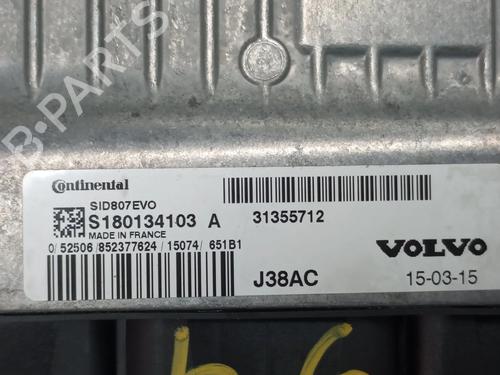 B-PARTS
Continental
SID807EVO
S180134103 A
MADE IN FRANCE
0/ 52506 /852377624 / 15074/ 651B1
31355712
VOLVO
J38AC
15-03-15